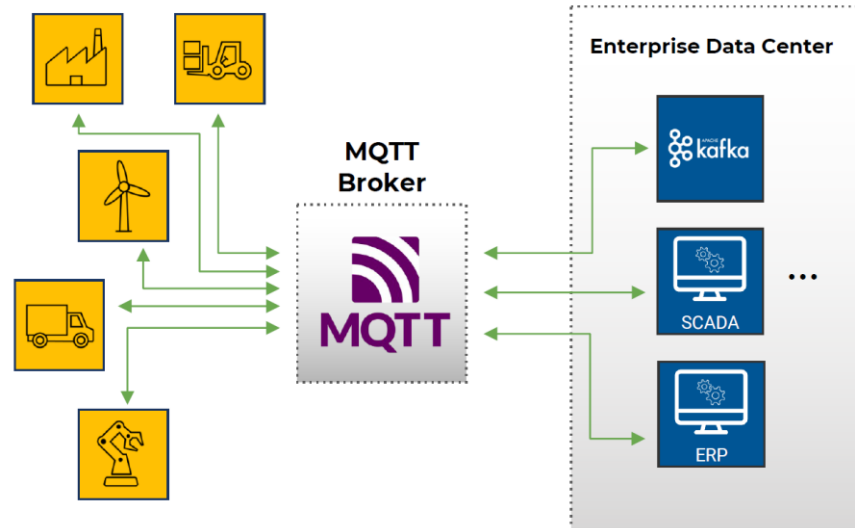 Enterprise Data Center
MQTT
Broker
APACHE
kafka
MQTT
SCADA
...
ERP